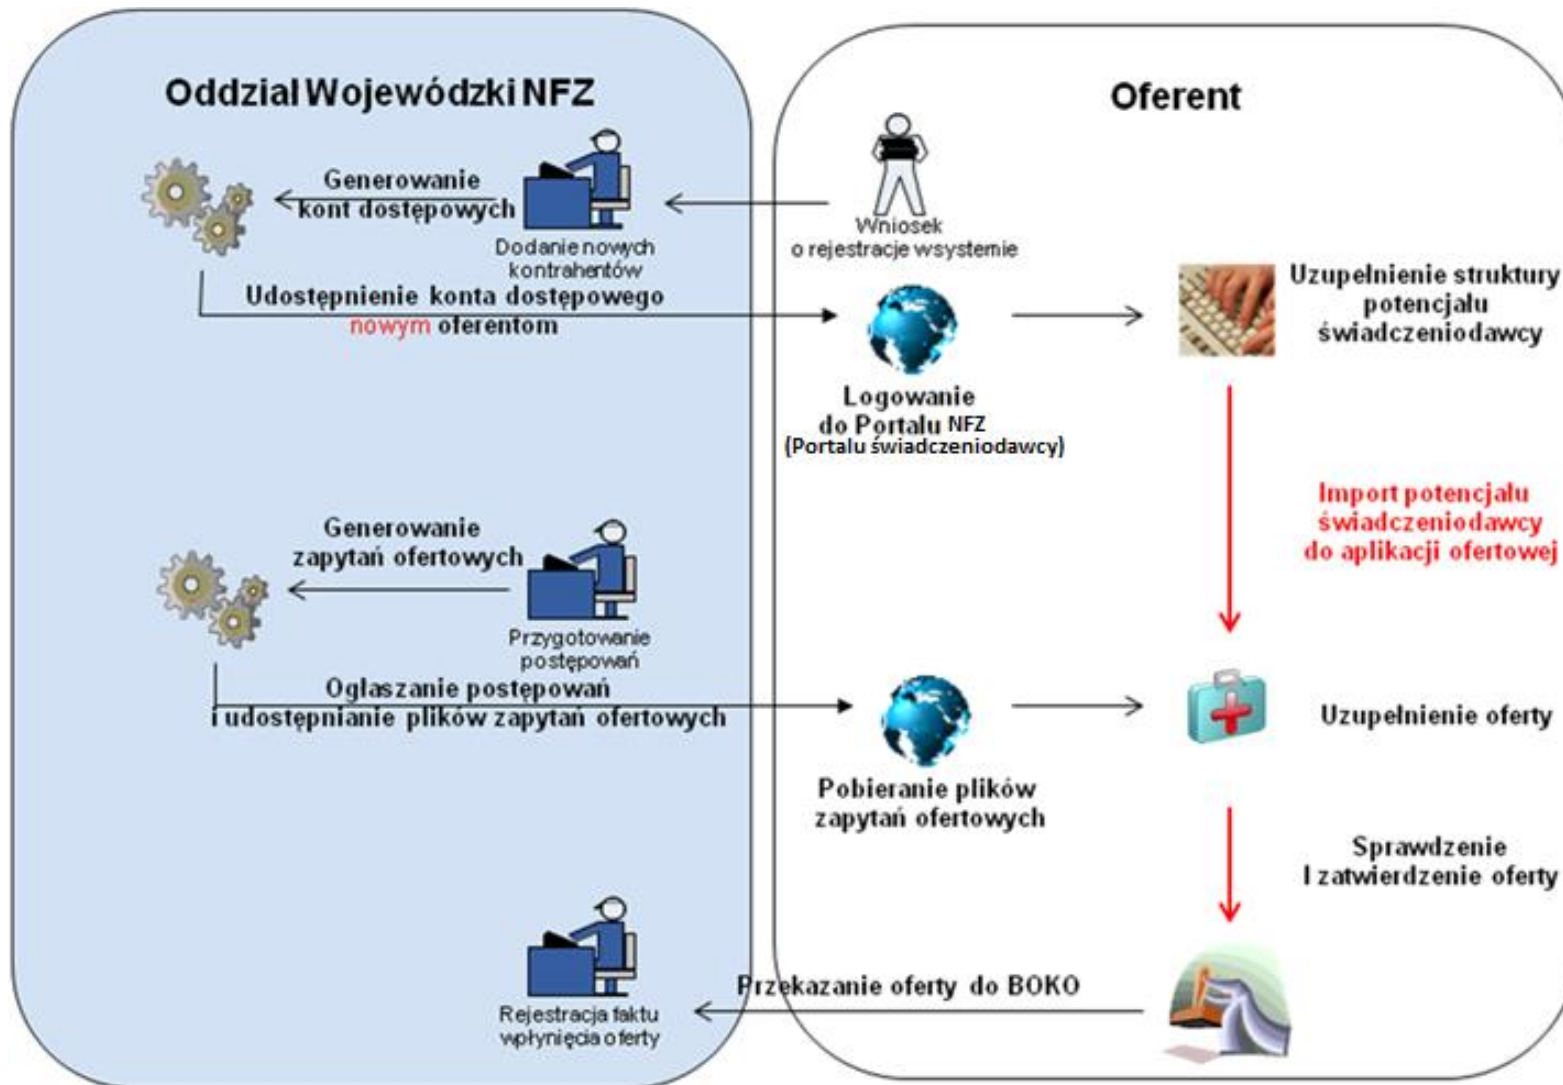 Oddział Wojewódzki NFZ
Oferent
Generowanie
kont dostępowych
Dodanie nowych
kontrahentów
Wniosek
o rejestracje wsystemie
Udostępnienie konta dostępowego
nowym oferentom
Uzupełnienie struktury
potencjału
świadczeniodawcy
Logowanie
do Portalu NFZ
(Portalu świadczeniodawcy)
Import potencjału
świadczeniodawcy
do aplikacji ofertowej
Generowanie
zapytań ofertowych
Przygotowanie
postępowań
Ogłaszanie postępowań
i udostępnianie plików zapytań ofertowych
Uzupełnienie oferty
Pobieranie plików
zapytań ofertowych
Sprawdzenie
I zatwierdzenie oferty
Przekazanie oferty do BOKO
Rejestracja faktu
wpłynięcia oferty